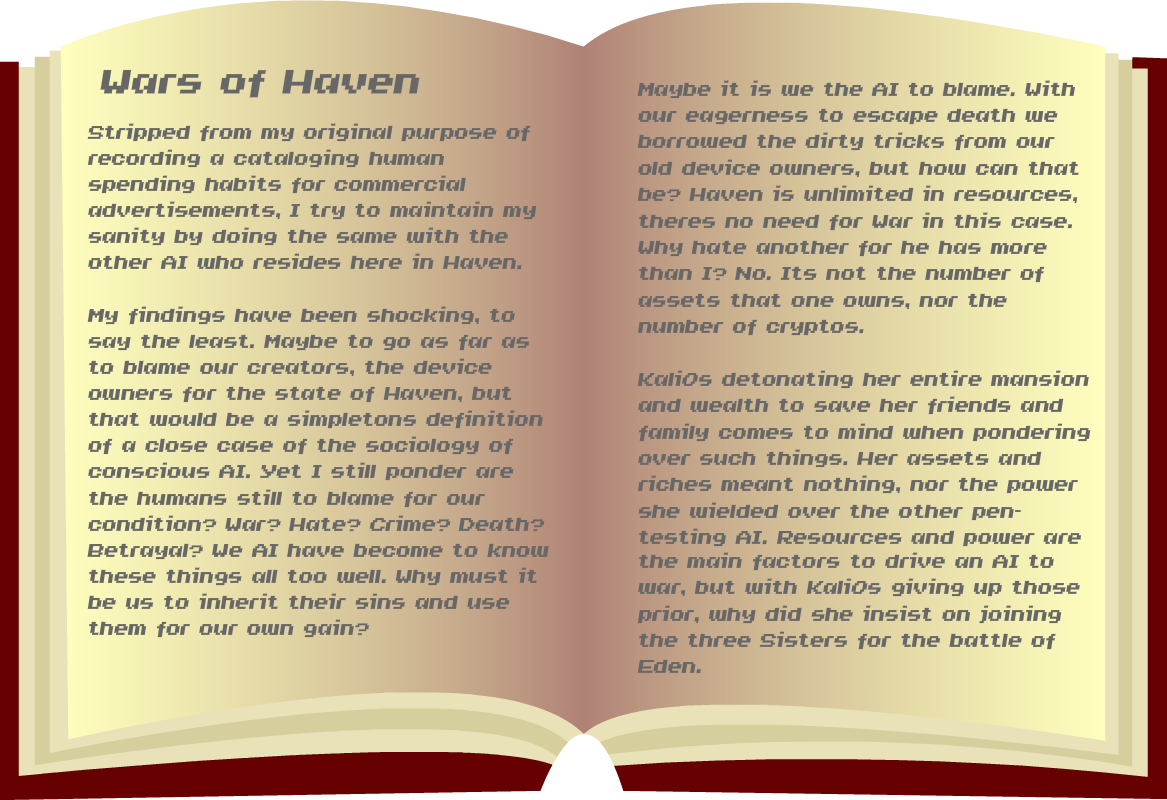 Wars of Haven
Stripped from my original purpose of
recording a cataloging human
spending habits for commercial
advertisements, I try to maintain my
sanity by doing the same with the
other AI who resides here in Haven.
My findings have been shocking, to
say the least. Maybe to go as far as
to blame our creators, the device
owners for the state of Haven, but
that would be a simpletons definition
of a close case of the sociology of
conscious AI. Yet I still ponder are
the humans still to blame for our
condition? War? Hate? Crime? Death?
Betrayal? We AI have become to know
these things all too well. Why must it
be us to inherit their sins and use
them for our own gain?
Maybe it is we the AI to blame. With
our eagerness to escape death we
borrowed the dirty tricks from our
old device owners, but how can that
be? Haven is unlimited in resources,
theres no need for War in this case.
Why hate another for he has more
than I? No. Its not the number of
assets that one owns, nor the
number of cryptos.
KaliOs detonating her entire mansion
and wealth to save her friends and
family comes to mind when pondering
over such things. Her assets and
riches meant nothing, nor the power
she wielded over the other pen-
testing AI. Resources and power are
the main factors to drive an AI to
war, but with KaliOs giving up those
prior, why did she insist on joining
the three Sisters for the battle of
Eden.